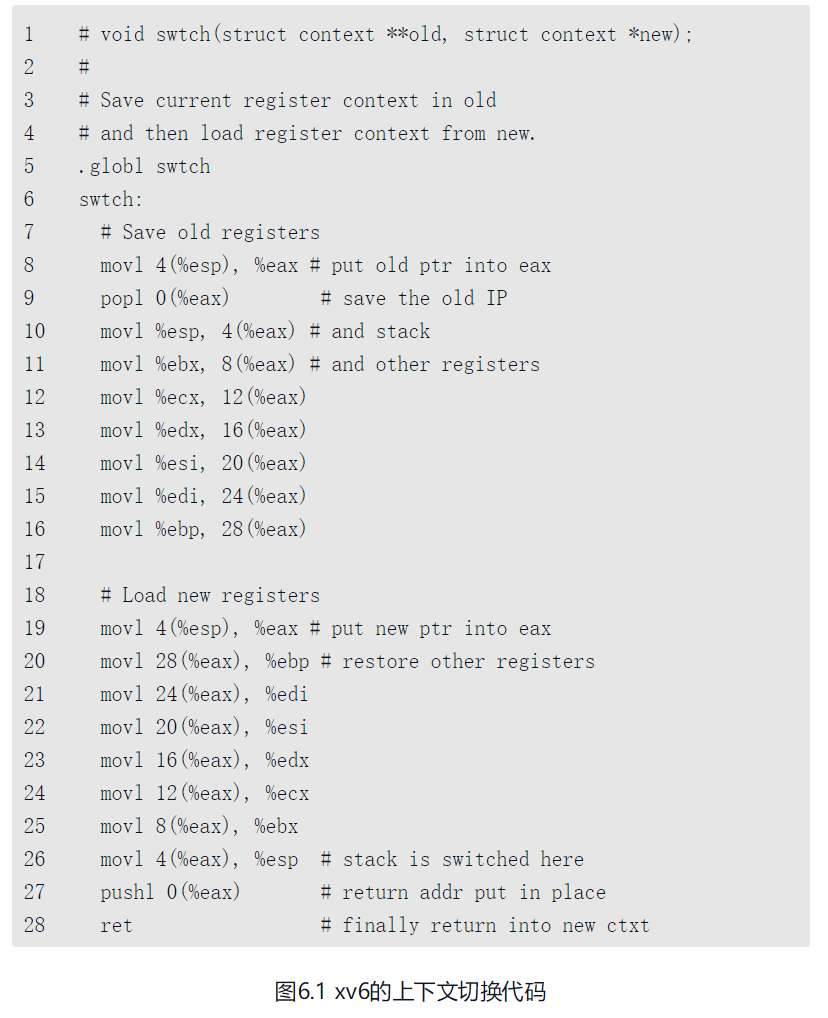 1 # void swtch(struct context **old, struct context *new);
2 #
3 # Save current register context in old
4 # and then load register context from new.
5 .globl swtch
6 swtch:
7 # Save old registers
8 movl 4(%esp), %eax # put old ptr into eax
9 popl 0(%eax) # save the old IP
10 movl %esp, 4(%eax) # and stack
11 movl %ebx, 8(%eax) # and other registers
12 movl %ecx, 12(%eax)
13 movl %edx, 16(%eax)
14 movl %esi, 20(%eax)
15 movl %edi, 24(%eax)
16 movl %ebp, 28(%eax)
17
18 # Load new registers
19 movl 4(%esp), %eax # put new ptr into eax
20 movl 28(%eax), %ebp # restore other registers
21 movl 24(%eax), %edi
22 movl 20(%eax), %esi
23 movl 16(%eax), %edx
24 movl 12(%eax), %ecx
25 movl 8(%eax), %ebx
26 movl 4(%eax), %esp # stack is switched here
27 pushl 0(%eax) # return addr put in place
28 ret # finally return into new ctxt
图6.1 xv6的上下文切换代码